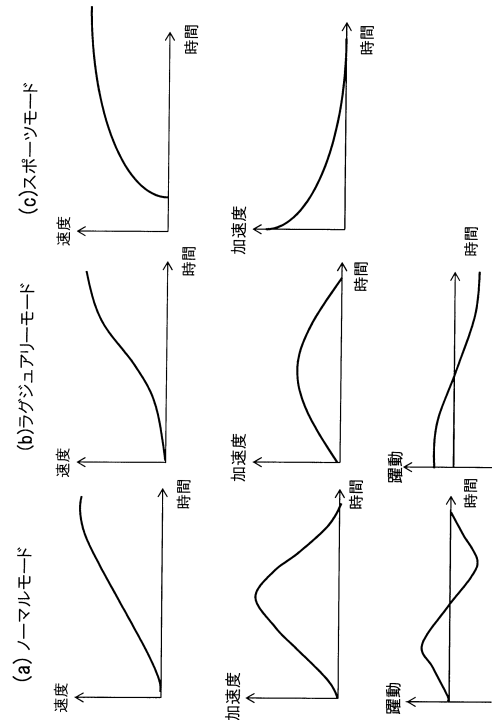 (a) ノーマルモード
速度
時間
加速度
時間
躍動
時間
(b)ラグジュアリーモード
速度
時間
加速度
時間
躍動
時間
(c)スポーツモード
速度
時間
加速度
時間